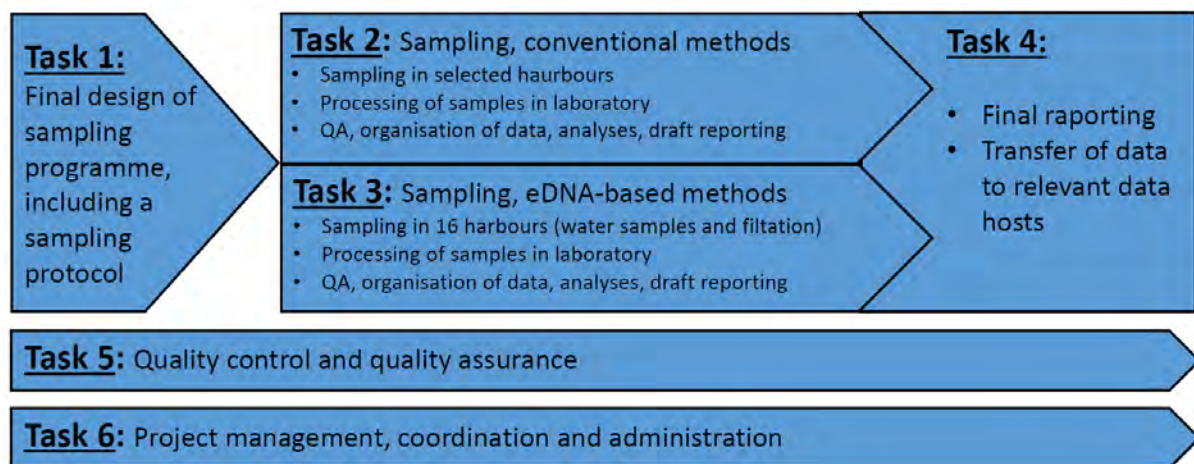 Task 1:
Final design of
sampling
programme,
including a
sampling
protocol
Task 2: Sampling, conventional methods
• Sampling in selected haurbours
• Processing of samples in laboratory
• QA, organisation of data, analyses, draft reporting
Task 3: Sampling, eDNA-based methods
• Sampling in 16 harbours (water samples and filtation)
• Processing of samples in laboratory
• QA, organisation of data, analyses, draft reporting
Task 4:
• Final raporting
• Transfer of data
to relevant data
hosts
Task 5: Quality control and quality assurance
Task 6: Project management, coordination and administration